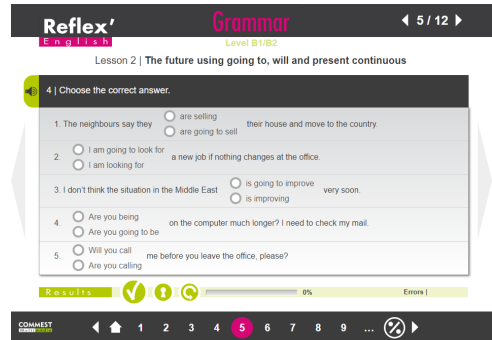 Reflex'
English
Grammar
Level B1/B2
5 / 12
Lesson 2 | The future using going to, will and present continuous
4 | Choose the correct answer.
1. The neighbours say they
are selling
are going to sell
their house and move to the country.
2.
I am going to look for
I am looking for
a new job if nothing changes at the office.
3. I don't think the situation in the Middle East
is going to improve
is improving
very soon.
4.
Are you being
Are you going to be
on the computer much longer? I need to check my mail.
5.
Will you call
Are you calling
me before you leave the office, please?
Results
0%
Errors |
COMMEST
1 2 3 4 5 6 7 8 9 ... %